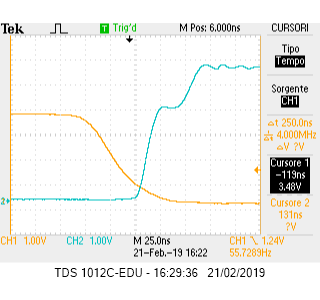 Tek T Trig'd M Pos: 6.000ns CURSORI
Tipo
Tempo
Sorgente
CH1
Δt 250.0ns
1/Δt 4.000MHz
ΔV ?V
Cursore 1
-119ns
3.48V
Cursore 2
131ns
?V
2
CH1 1.00V CH2 1.00V M 25.0ns CH1 \ 1.24V
21-Feb.-19 16:22 55.7289Hz
TDS 1012C-EDU - 16:29:36 21/02/2019